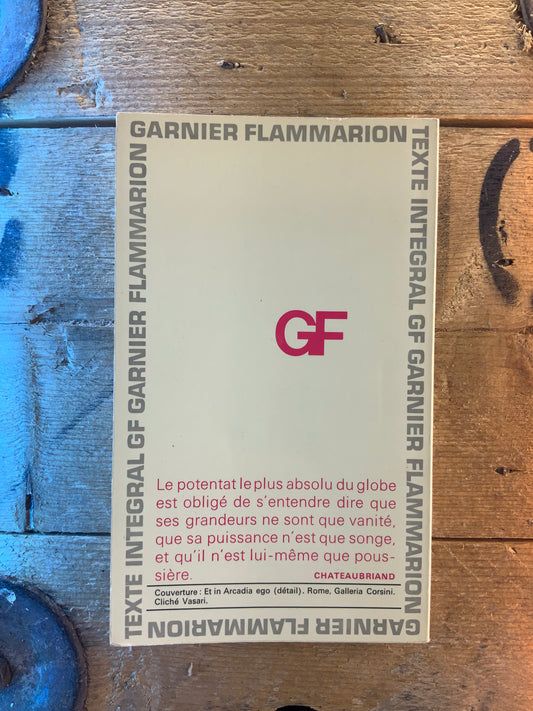 GARNIER FLAMMARION
TEXTE INTEGRAL GF GARNIER FLAMMARION
GARNIER FLAMMARION
TEXTE INTEGRAL GF GARNIER FLAMMARION
GF
Le potentat le plus absolu du globe
est obligé de s'entendre dire que
ses grandeurs ne sont que vanité,
que sa puissance n'est que songe,
et qu'il n'est lui-même que pous-
sière.
CHATEAUBRIAND
Couverture : Et in Arcadia ego (détail). Rome, Galleria Corsini.
Cliché Vasari.